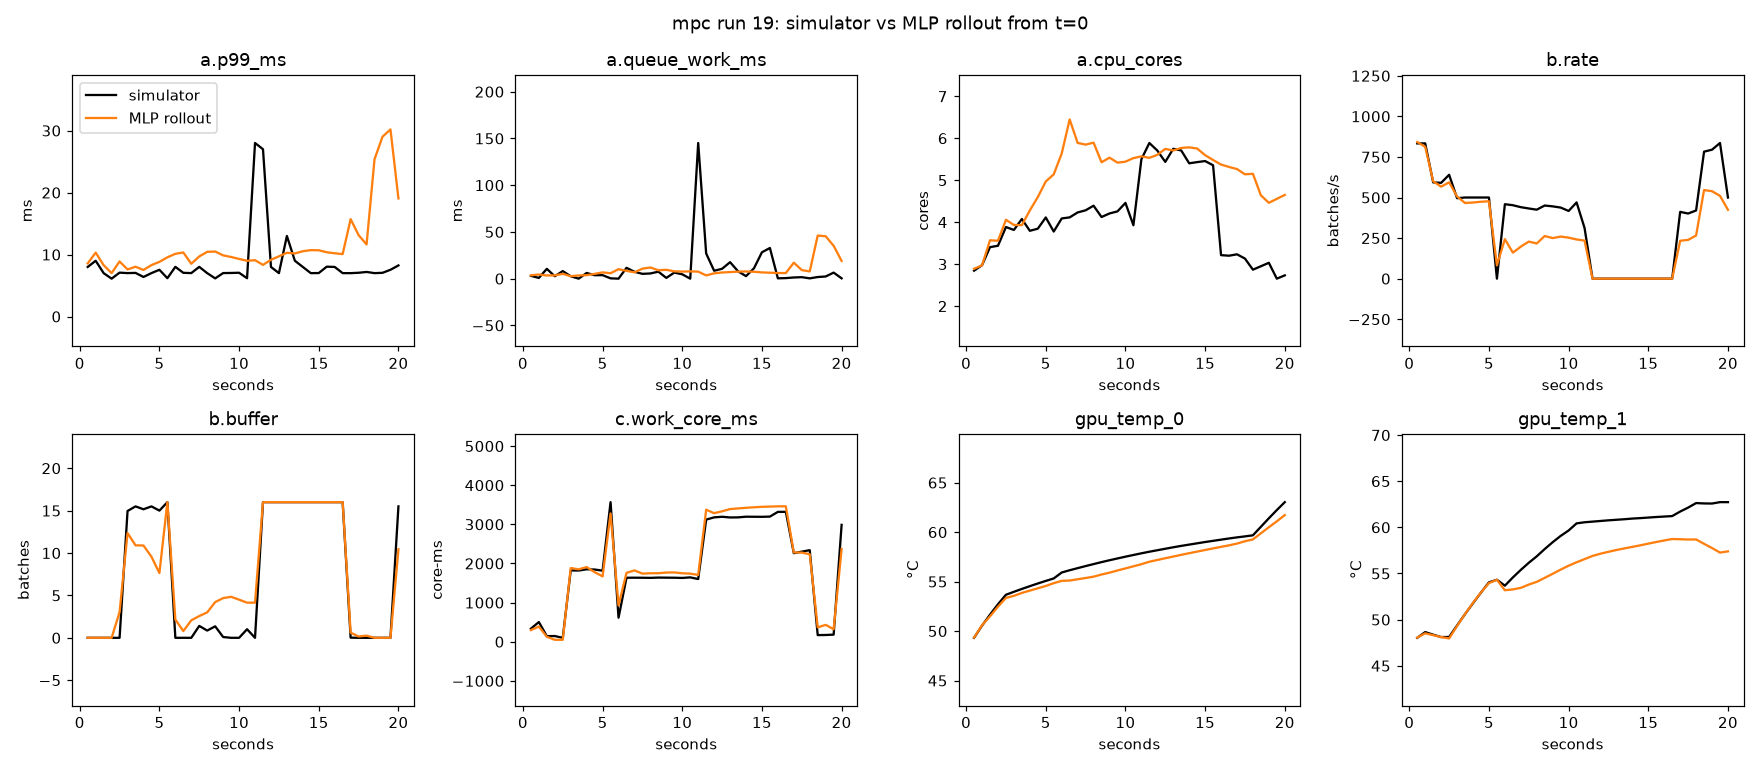 mpc run 19: simulator vs MLP rollout from t=0
a.p99_ms
simulator
MLP rollout
30
20
10
0
ms
0 5 10 15 20
seconds
a.queue_work_ms
200
150
100
50
0
−50
ms
0 5 10 15 20
seconds
a.cpu_cores
7
6
5
4
3
2
cores
0 5 10 15 20
seconds
b.rate
1250
1000
750
500
250
0
−250
batches/s
0 5 10 15 20
seconds
b.buffer
20
15
10
5
0
−5
batches
0 5 10 15 20
seconds
c.work_core_ms
5000
4000
3000
2000
1000
0
−1000
core-ms
0 5 10 15 20
seconds
gpu_temp_0
65
60
55
50
45
°C
0 5 10 15 20
seconds
gpu_temp_1
70
65
60
55
50
45
°C
0 5 10 15 20
seconds